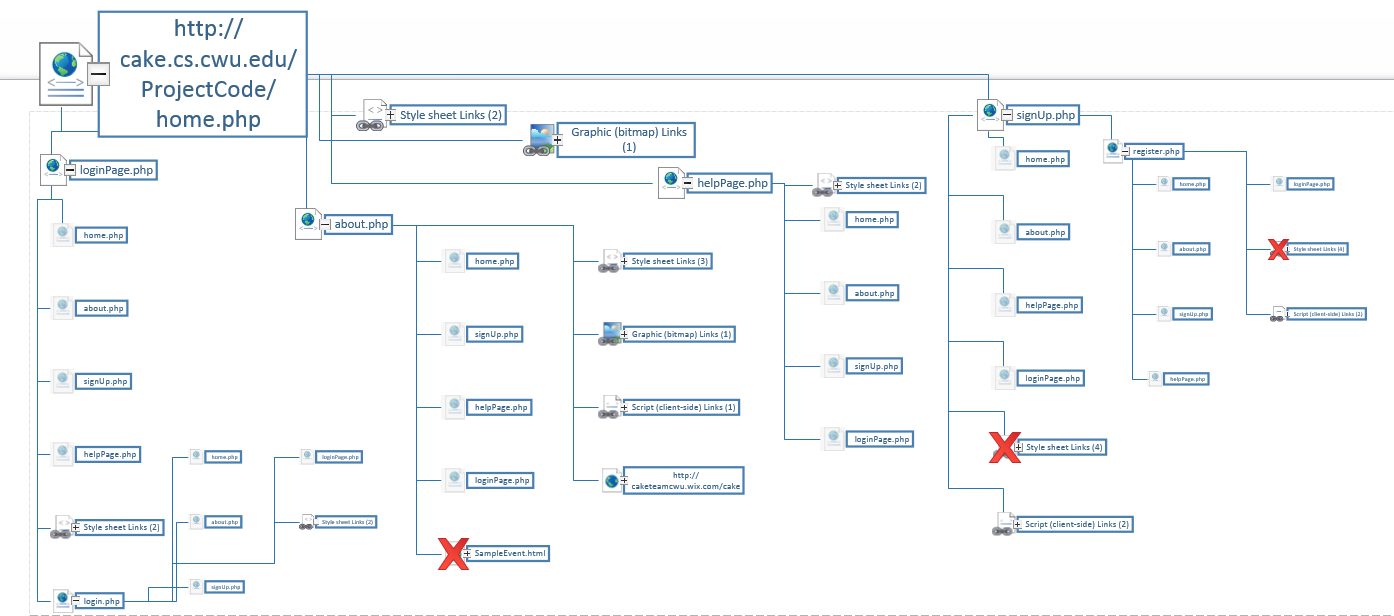 http://
cake.cs.cwu.edu/
ProjectCode/
home.php
Style sheet Links (2)
Graphic (bitmap) Links
(1)
signUp.php
loginPage.php
home.php
about.php
signUp.php
helpPage.php
Style sheet Links (2)
login.php
home.php
about.php
signUp.php
loginPage.php
Style sheet Links (2)
about.php
home.php
signUp.php
helpPage.php
loginPage.php
SampleEvent.html
Style sheet Links (3)
Graphic (bitmap) Links (1)
Script (client-side) Links (1)
http://
caketeamcwu.wix.com/cake
helpPage.php
Style sheet Links (2)
home.php
about.php
signUp.php
loginPage.php
home.php
about.php
helpPage.php
loginPage.php
Style sheet Links (4)
Script (client-side) Links (2)
register.php
home.php
about.php
signUp.php
helpPage.php
loginPage.php
Style sheet Links (4)
Script (client-side) Links (2)